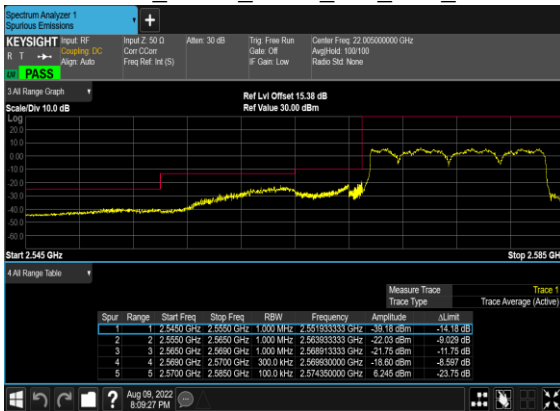 Spectrum Analyzer 1
Spurious Emissions
KEYSIGHT Input: RF Input Z: 50 Ω Atten: 30 dB Trig: Free Run Center Freq: 22.005000000 GHz
R T Coupling: DC Corr CCorr Gate: Off Avg|Hold: 100/100
Align: Auto Freq Ref: Int (S) IF Gain: Low Radio Std: None
PASS
3 All Range Graph
Ref Lvl Offset 15.38 dB
Scale/Div 10.0 dB Ref Value 30.00 dBm
Log
20.0
10.0
0.00
-10.0
-20.0
-30.0
-40.0
-50.0
-60.0
Start 2.545 GHz Stop 2.585 GH
4 All Range Table
Measure Trace Trace 1
Trace Type Trace Average (Active)
Spur Range Start Freq Stop Freq RBW Frequency Amplitude ΔLimit
1 1 2.5450 GHz 2.5550 GHz 1.000 MHz 2.551933333 GHz -39.18 dBm -14.18 dB
2 2 2.5550 GHz 2.5650 GHz 1.000 MHz 2.563933333 GHz -22.03 dBm -9.029 dB
3 3 2.5650 GHz 2.5690 GHz 1.000 MHz 2.568913333 GHz -21.75 dBm -11.75 dB
4 4 2.5690 GHz 2.5700 GHz 300.0 kHz 2.569930000 GHz -18.60 dBm -8.597 dB
5 5 2.5700 GHz 2.5850 GHz 100.0 kHz 2.574350000 GHz 6.245 dBm -23.75 dB
? Aug 09, 2022
8:09:27 PM